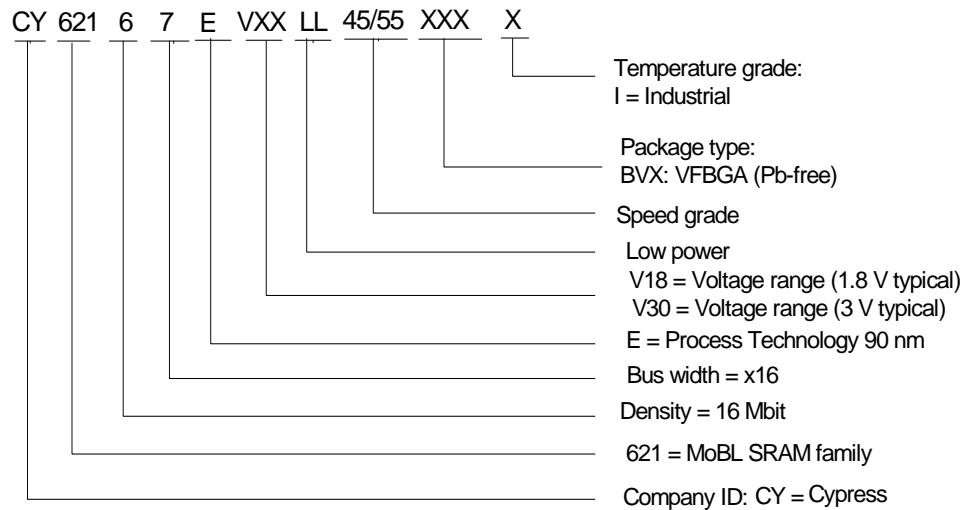 CY 621 6 7 E VXX LL 45/55 XXX X
Temperature grade:
I = Industrial
Package type:
BVX: VFBGA (Pb-free)
Speed grade
Low power
V18 = Voltage range (1.8 V typical)
V30 = Voltage range (3 V typical)
E = Process Technology 90 nm
Bus width = x16
Density = 16 Mbit
621 = MoBL SRAM family
Company ID: CY = Cypress